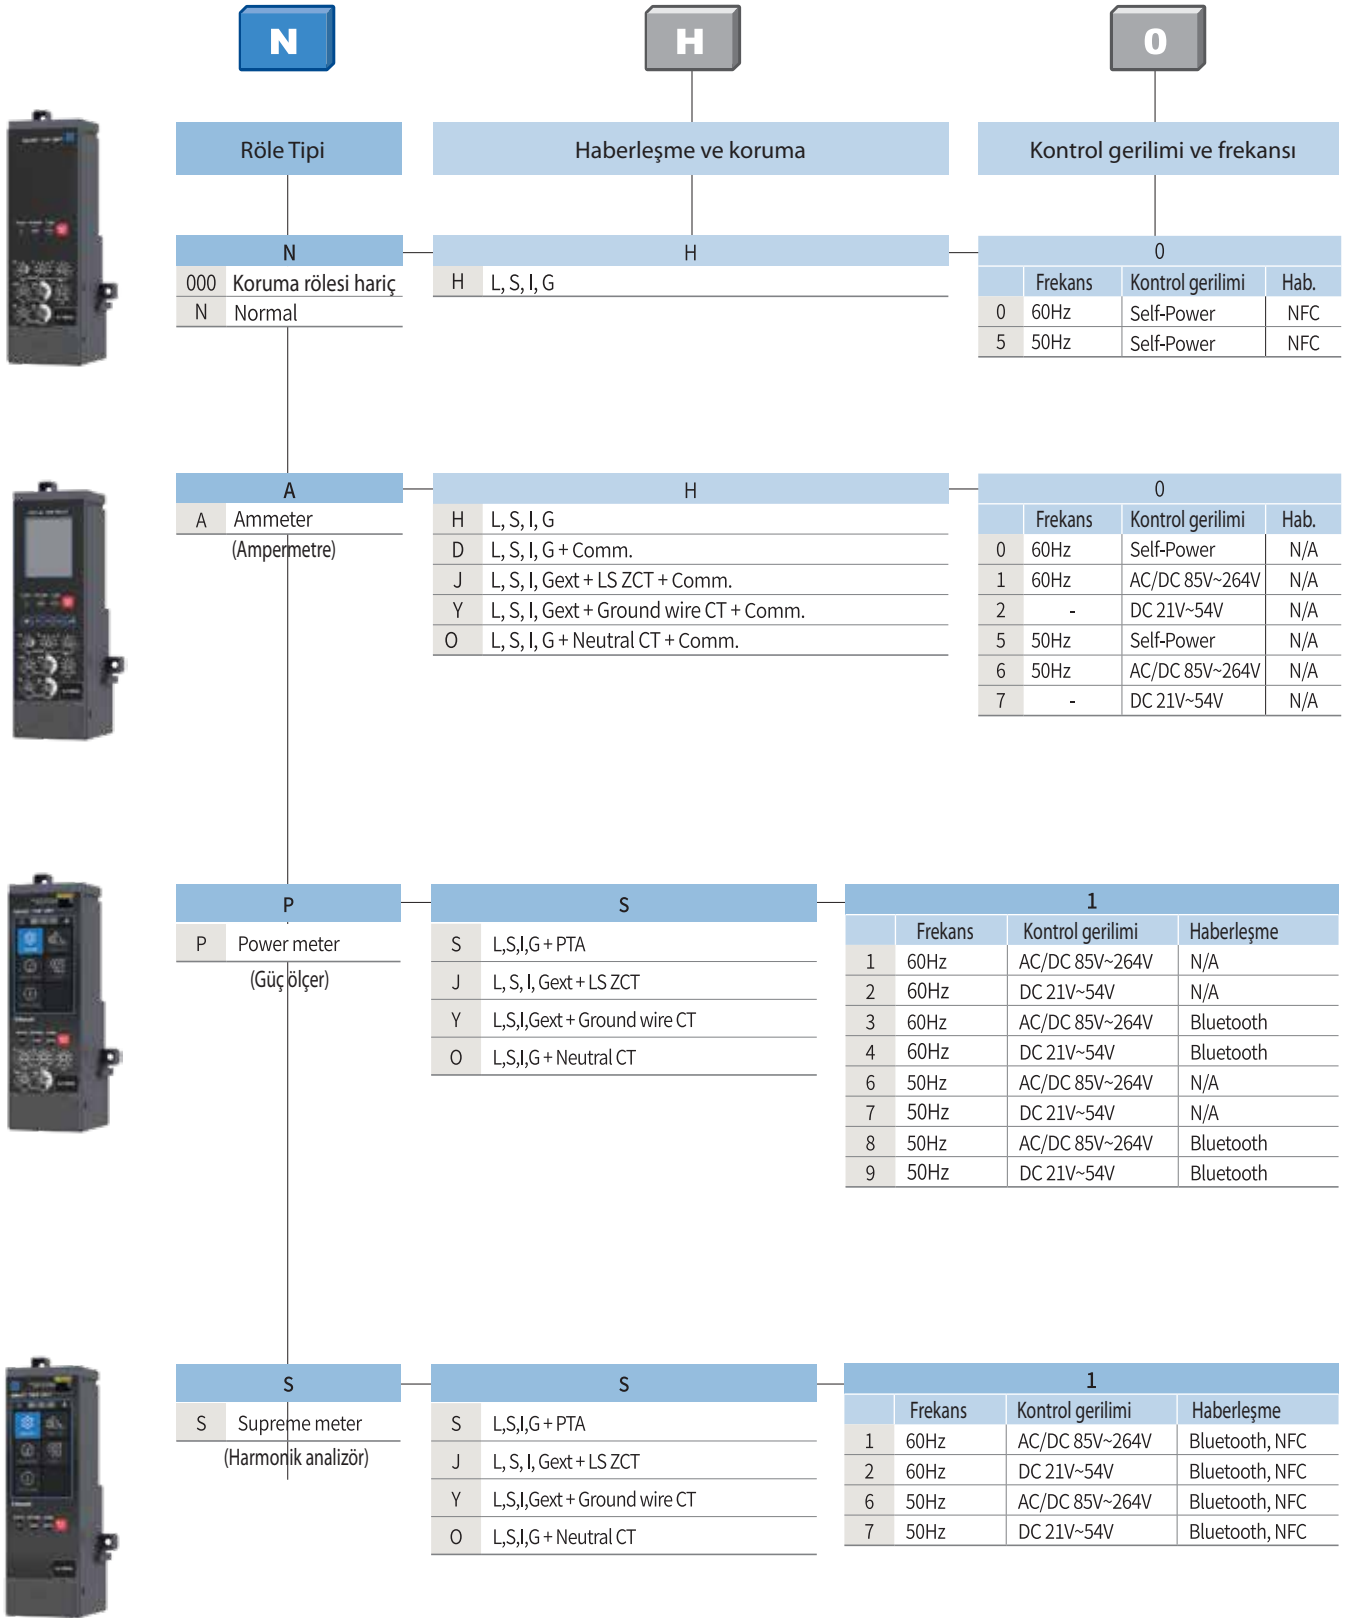 N H 0
Röle Tipi Haberleşme ve koruma Kontrol gerilimi ve frekansı
N H 0
000 Koruma rölesi hariç H L, S, I, G Frekans Kontrol gerilimi Hab.
N Normal 0 60Hz Self-Power NFC
5 50Hz Self-Power NFC
A H 0
A Ammeter H L, S, I, G Frekans Kontrol gerilimi Hab.
(Ampermetre) D L, S, I, G + Comm. 0 60Hz Self-Power N/A
J L, S, I, Gext + LS ZCT + Comm. 1 60Hz AC/DC 85V~264V N/A
Y L, S, I, Gext + Ground wire CT + Comm. 2 - DC 21V~54V N/A
O L, S, I, G + Neutral CT + Comm. 5 50Hz Self-Power N/A
6 50Hz AC/DC 85V~264V N/A
7 - DC 21V~54V N/A
P S 1
P Power meter S L,S,I,G + PTA Frekans Kontrol gerilimi Haberleşme
(Güç ölçer) J L, S, I, Gext + LS ZCT 1 60Hz AC/DC 85V~264V N/A
2 60Hz DC 21V~54V N/A
Y L,S,I,Gext + Ground wire CT 3 60Hz AC/DC 85V~264V Bluetooth
O L,S,I,G + Neutral CT 4 60Hz DC 21V~54V Bluetooth
6 50Hz AC/DC 85V~264V N/A
7 50Hz DC 21V~54V N/A
8 50Hz AC/DC 85V~264V Bluetooth
9 50Hz DC 21V~54V Bluetooth
S S 1
S Supreme meter S L,S,I,G + PTA Frekans Kontrol gerilimi Haberleşme
(Harmonik analizör) J L, S, I, Gext + LS ZCT 1 60Hz AC/DC 85V~264V Bluetooth, NFC
2 60Hz DC 21V~54V Bluetooth, NFC
Y L,S,I,Gext + Ground wire CT 6 50Hz AC/DC 85V~264V Bluetooth, NFC
O L,S,I,G + Neutral CT 7 50Hz DC 21V~54V Bluetooth, NFC